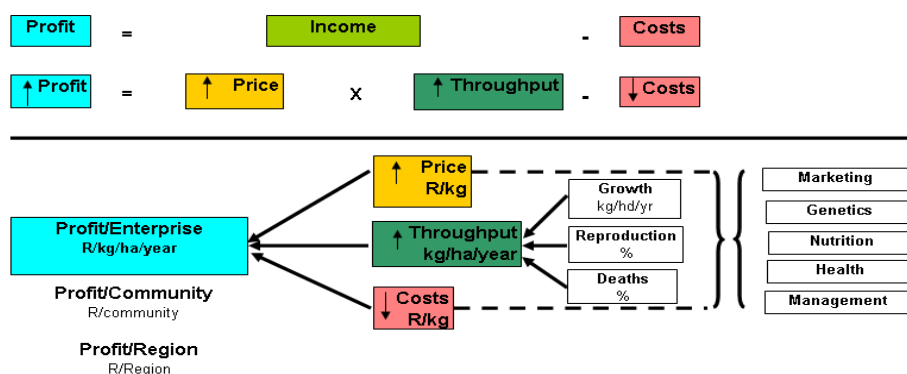 Profit = Income - Costs
↑ Profit = ↑ Price X ↑ Throughput - ↓ Costs
↑ Price
R/kg
Growth
kg/hd/yr
Marketing
Genetics
Profit/Enterprise
R/kg/ha/year
↑ Throughput
kg/ha/year
Reproduction
%
Nutrition
Deaths
%
Health
Profit/Community
R/community
↓ Costs
R/kg
Management
Profit/Region
R/Region